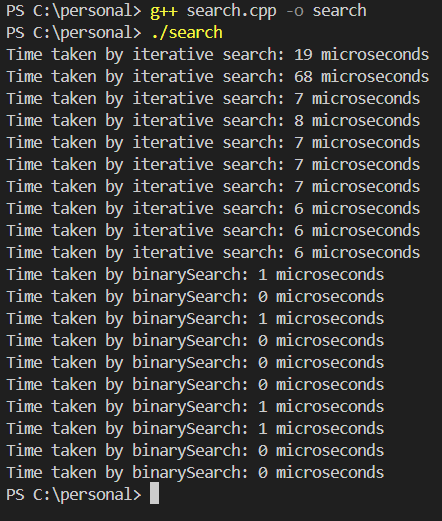 PS C:\personal> g++ search.cpp -o search
PS C:\personal> ./search
Time taken by iterative search: 19 microseconds
Time taken by iterative search: 68 microseconds
Time taken by iterative search: 7 microseconds
Time taken by iterative search: 8 microseconds
Time taken by iterative search: 7 microseconds
Time taken by iterative search: 7 microseconds
Time taken by iterative search: 7 microseconds
Time taken by iterative search: 6 microseconds
Time taken by iterative search: 6 microseconds
Time taken by iterative search: 6 microseconds
Time taken by binarySearch: 1 microseconds
Time taken by binarySearch: 0 microseconds
Time taken by binarySearch: 1 microseconds
Time taken by binarySearch: 0 microseconds
Time taken by binarySearch: 0 microseconds
Time taken by binarySearch: 0 microseconds
Time taken by binarySearch: 1 microseconds
Time taken by binarySearch: 1 microseconds
Time taken by binarySearch: 0 microseconds
Time taken by binarySearch: 0 microseconds
PS C:\personal>